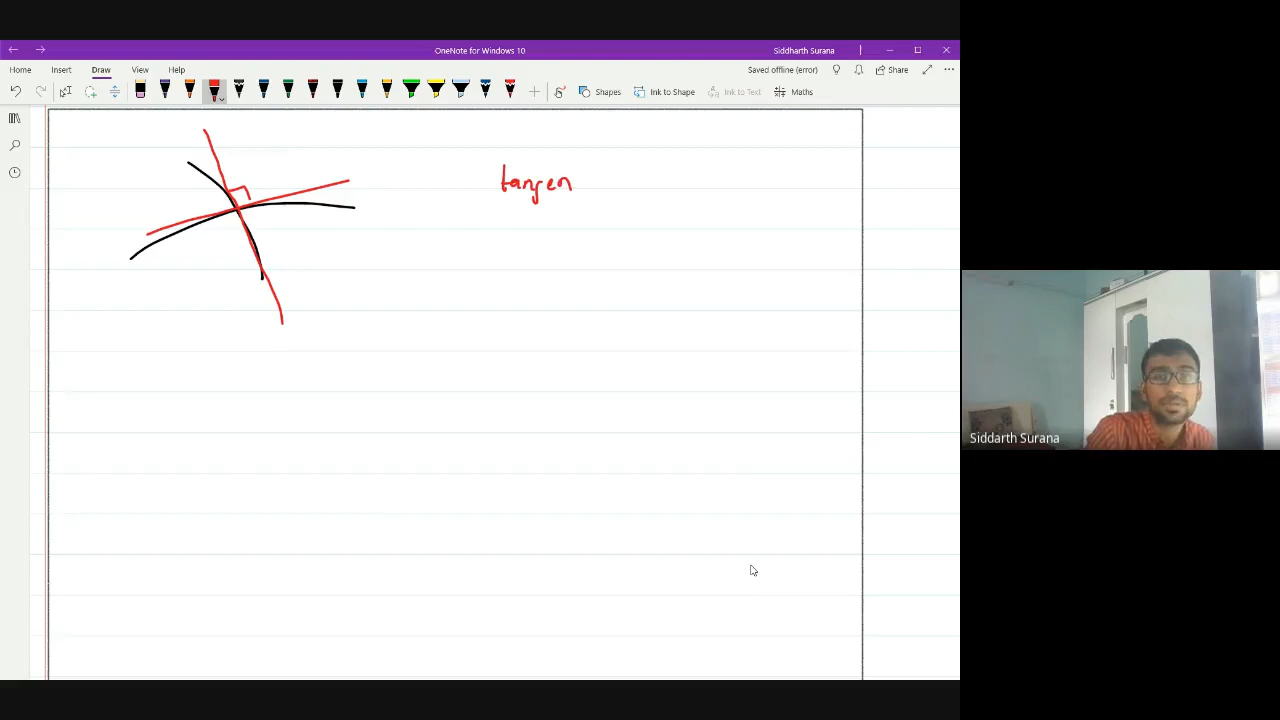 OneNote for Windows 10
Siddharth Surana
Home Insert Draw View Help
Saved offline (error)
Share
Shapes
Ink to Shape
Ink to Text
Maths
tangen
Siddarth Surana